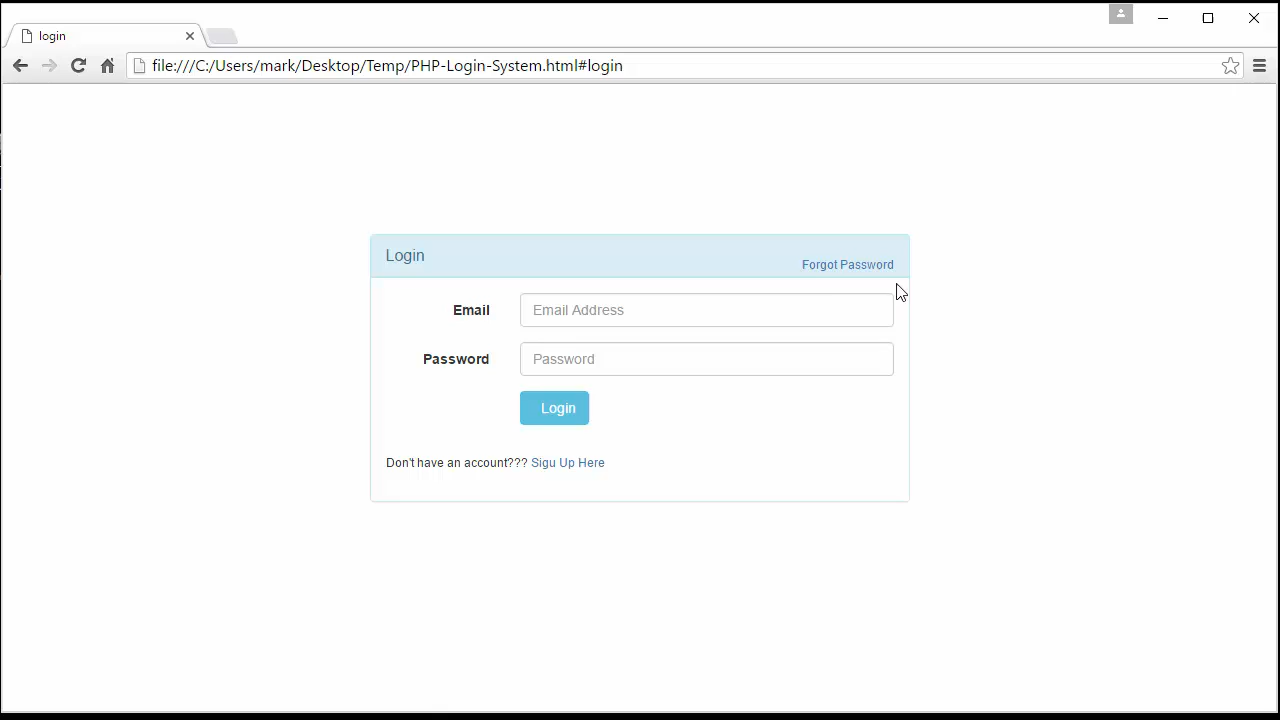 login
file:///C:/Users/mark/Desktop/Temp/PHP-Login-System.html#login
Login
Forgot Password
Email
Email Address
Password
Password
Login
Don't have an account??? Sigu Up Here